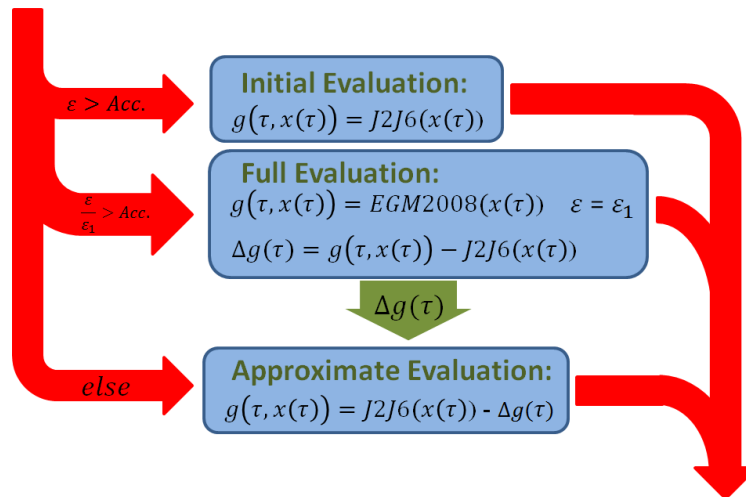 ε > Acc.
Initial Evaluation:
g(τ, x(τ)) = J2J6(x(τ))
ε/ε₁ > Acc.
Full Evaluation:
g(τ, x(τ)) = EGM2008(x(τ)) ε = ε₁
Δg(τ) = g(τ, x(τ)) − J2J6(x(τ))
Δg(τ)
else
Approximate Evaluation:
g(τ, x(τ)) = J2J6(x(τ)) - Δg(τ)